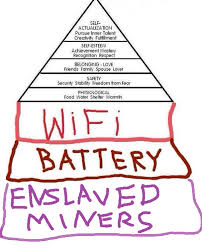 SELF-
ACTUALIZATION
Pursue Inner Talent
Creativity Fulfillment
SELF-ESTEEM
Achievement Mastery
Recognition Respect
BELONGING - LOVE
Friends Family Spouse Lover
SAFETY
Security Stability Freedom from Fear
PHYSIOLOGICAL
Food Water Shelter Warmth
WiFi
BATTERY
ENSLAVED
MINERS